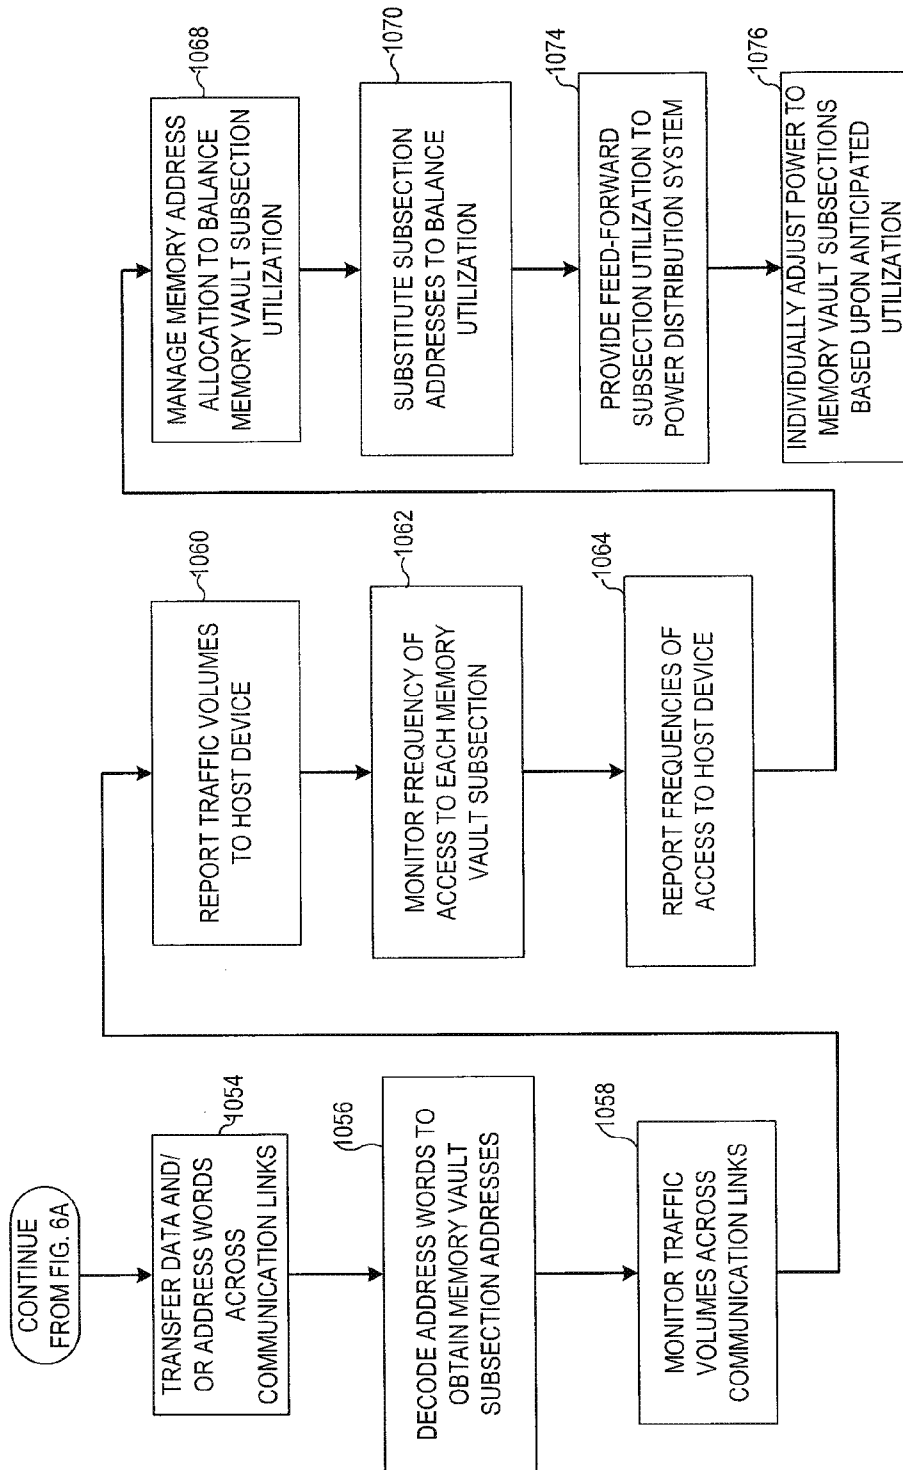 CONTINUE
FROM FIG. 6A
1054
TRANSFER DATA AND/
OR ADDRESS WORDS
ACROSS
COMMUNICATION LINKS
1056
DECODE ADDRESS WORDS TO
OBTAIN MEMORY VAULT
SUBSECTION ADDRESSES
1058
MONITOR TRAFFIC
VOLUMES ACROSS
COMMUNICATION LINKS
1060
REPORT TRAFFIC VOLUMES
TO HOST DEVICE
1062
MONITOR FREQUENCY OF
ACCESS TO EACH MEMORY
VAULT SUBSECTION
1064
REPORT FREQUENCIES OF
ACCESS TO HOST DEVICE
1068
MANAGE MEMORY ADDRESS
ALLOCATION TO BALANCE
MEMORY VAULT SUBSECTION
UTILIZATION
1070
SUBSTITUTE SUBSECTION
ADDRESSES TO BALANCE
UTILIZATION
1074
PROVIDE FEED-FORWARD
SUBSECTION UTILIZATION TO
POWER DISTRIBUTION SYSTEM
1076
INDIVIDUALLY ADJUST POWER TO
MEMORY VAULT SUBSECTIONS
BASED UPON ANTICIPATED
UTILIZATION